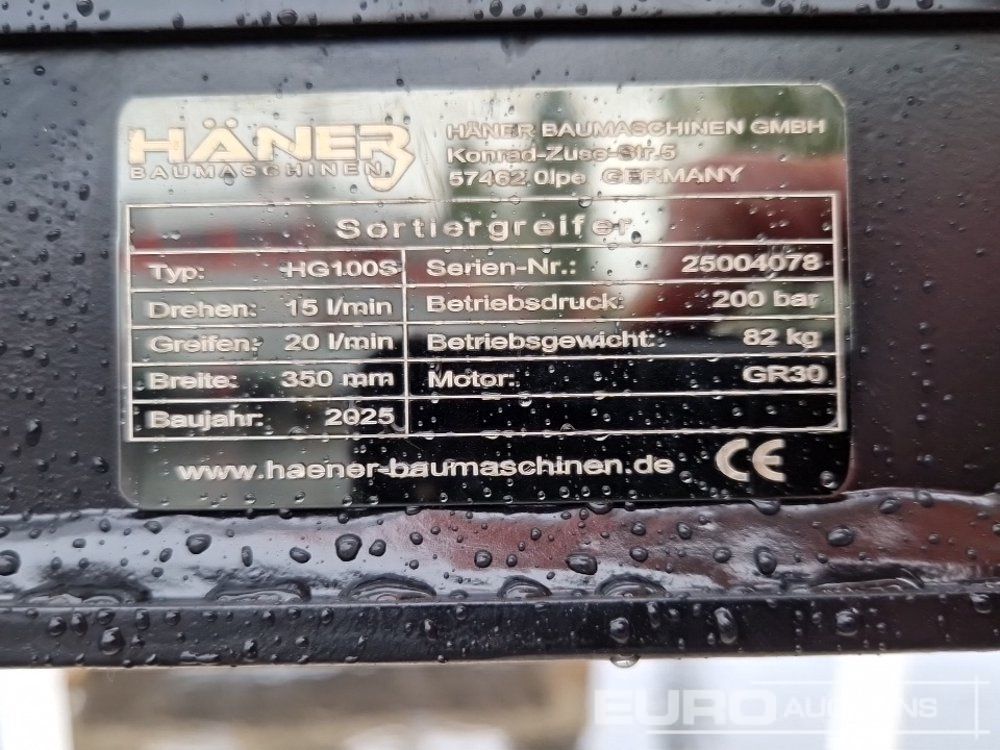 HÄNER
BAUMASCHINEN
HÄNER BAUMASCHINEN GMBH
Konrad-Zuse-Str.5
57462 Olpe GERMANY
Sortiergreifer
Typ: HG100S Serien-Nr.: 25004078
Drehen: 15 l/min Betriebsdruck: 200 bar
Greifen: 20 l/min Betriebsgewicht: 82 kg
Breite: 350 mm Motor: GR30
Baujahr: 2025
www.haener-baumaschinen.de CE
EURO AUCTIONS